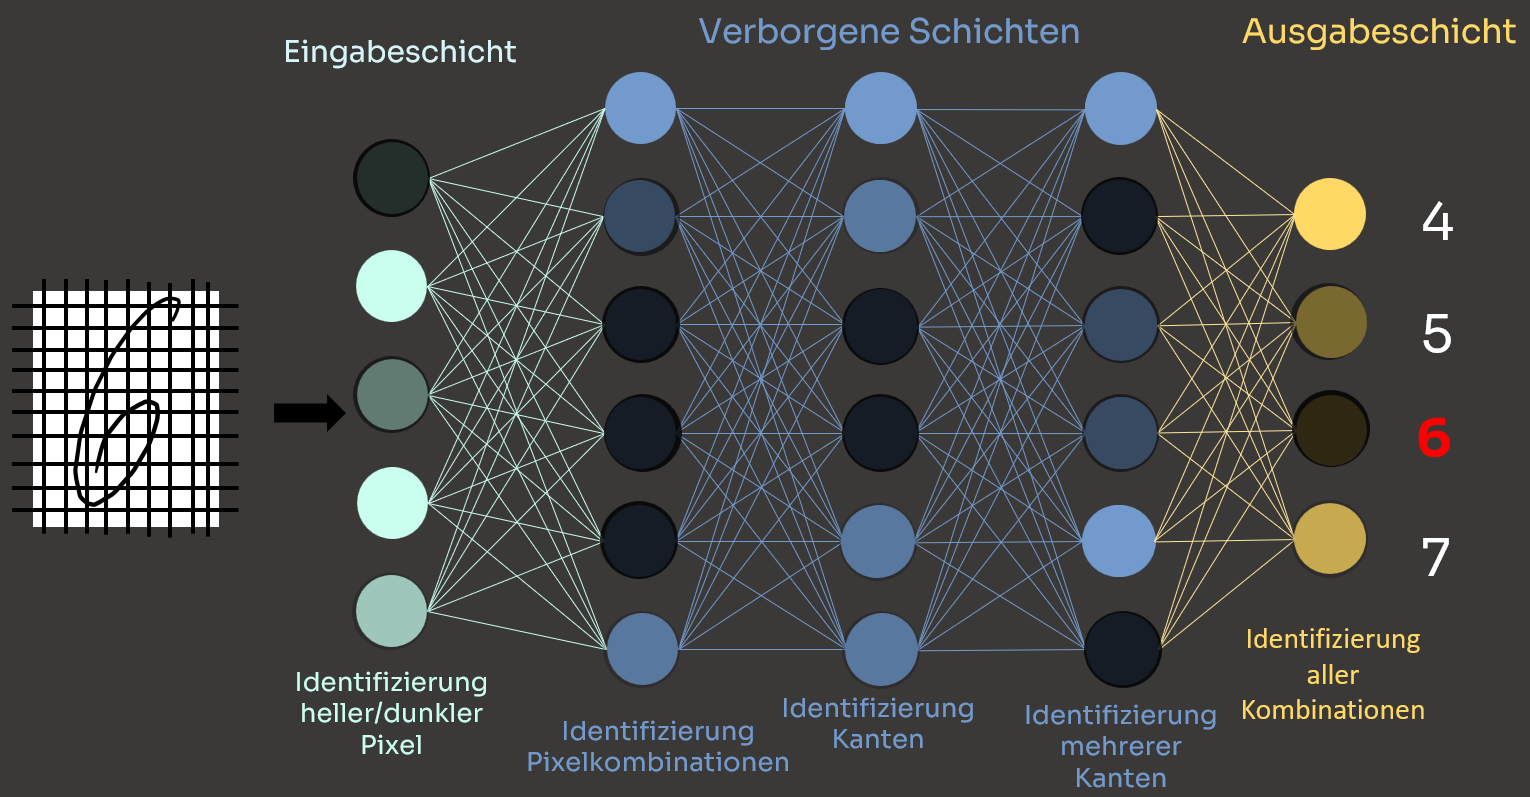 Eingabeschicht
Verborgene Schichten
Ausgabeschicht
4
5
6
7
Identifizierung
heller/dunkler
Pixel
Identifizierung
Pixelkombinationen
Identifizierung
Kanten
Identifizierung
mehrerer
Kanten
Identifizierung
aller
Kombinationen